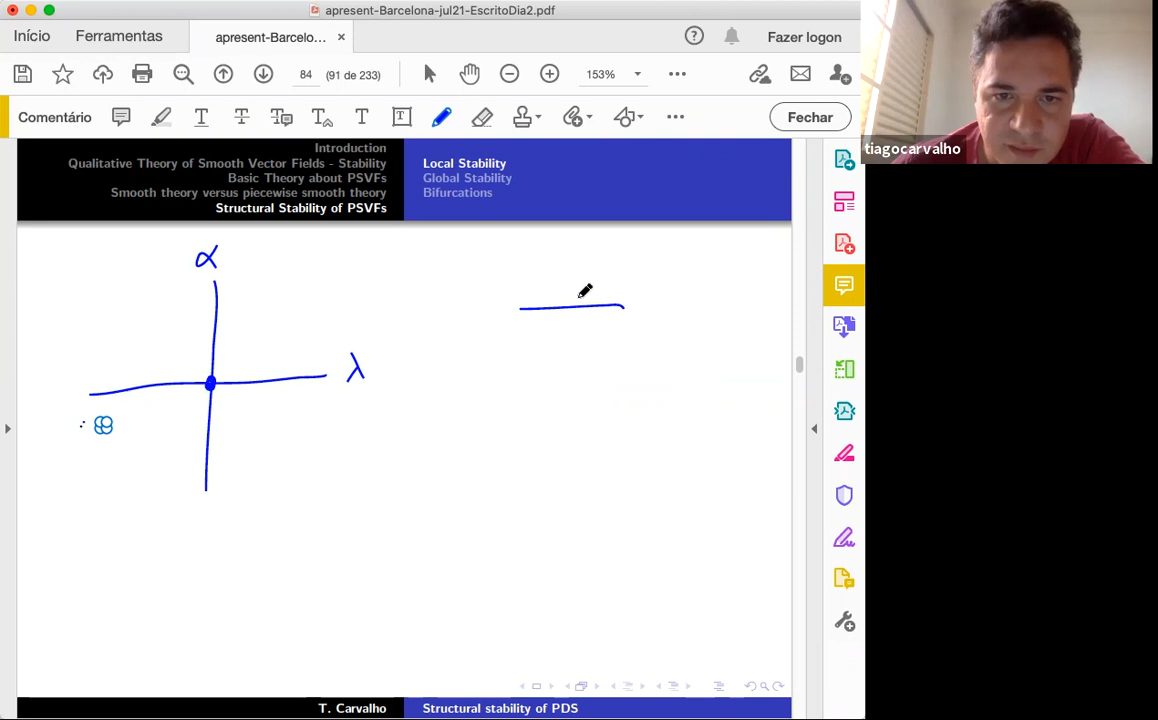 apresent-Barcelona-jul21-EscritoDia2.pdf
Início
Ferramentas
apresent-Barcelo...
Fazer logon
84
(91 de 233)
153%
Comentário
Fechar
tiagocarvalho
Introduction
Qualitative Theory of Smooth Vector Fields - Stability
Basic Theory about PSVFs
Smooth theory versus piecewise smooth theory
Structural Stability of PSVFs
Local Stability
Global Stability
Bifurcations
α
λ
T. Carvalho
Structural stability of PDS